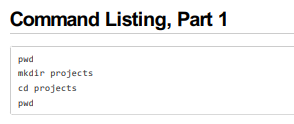 Command Listing, Part 1
pwd
mkdir projects
cd projects
pwd